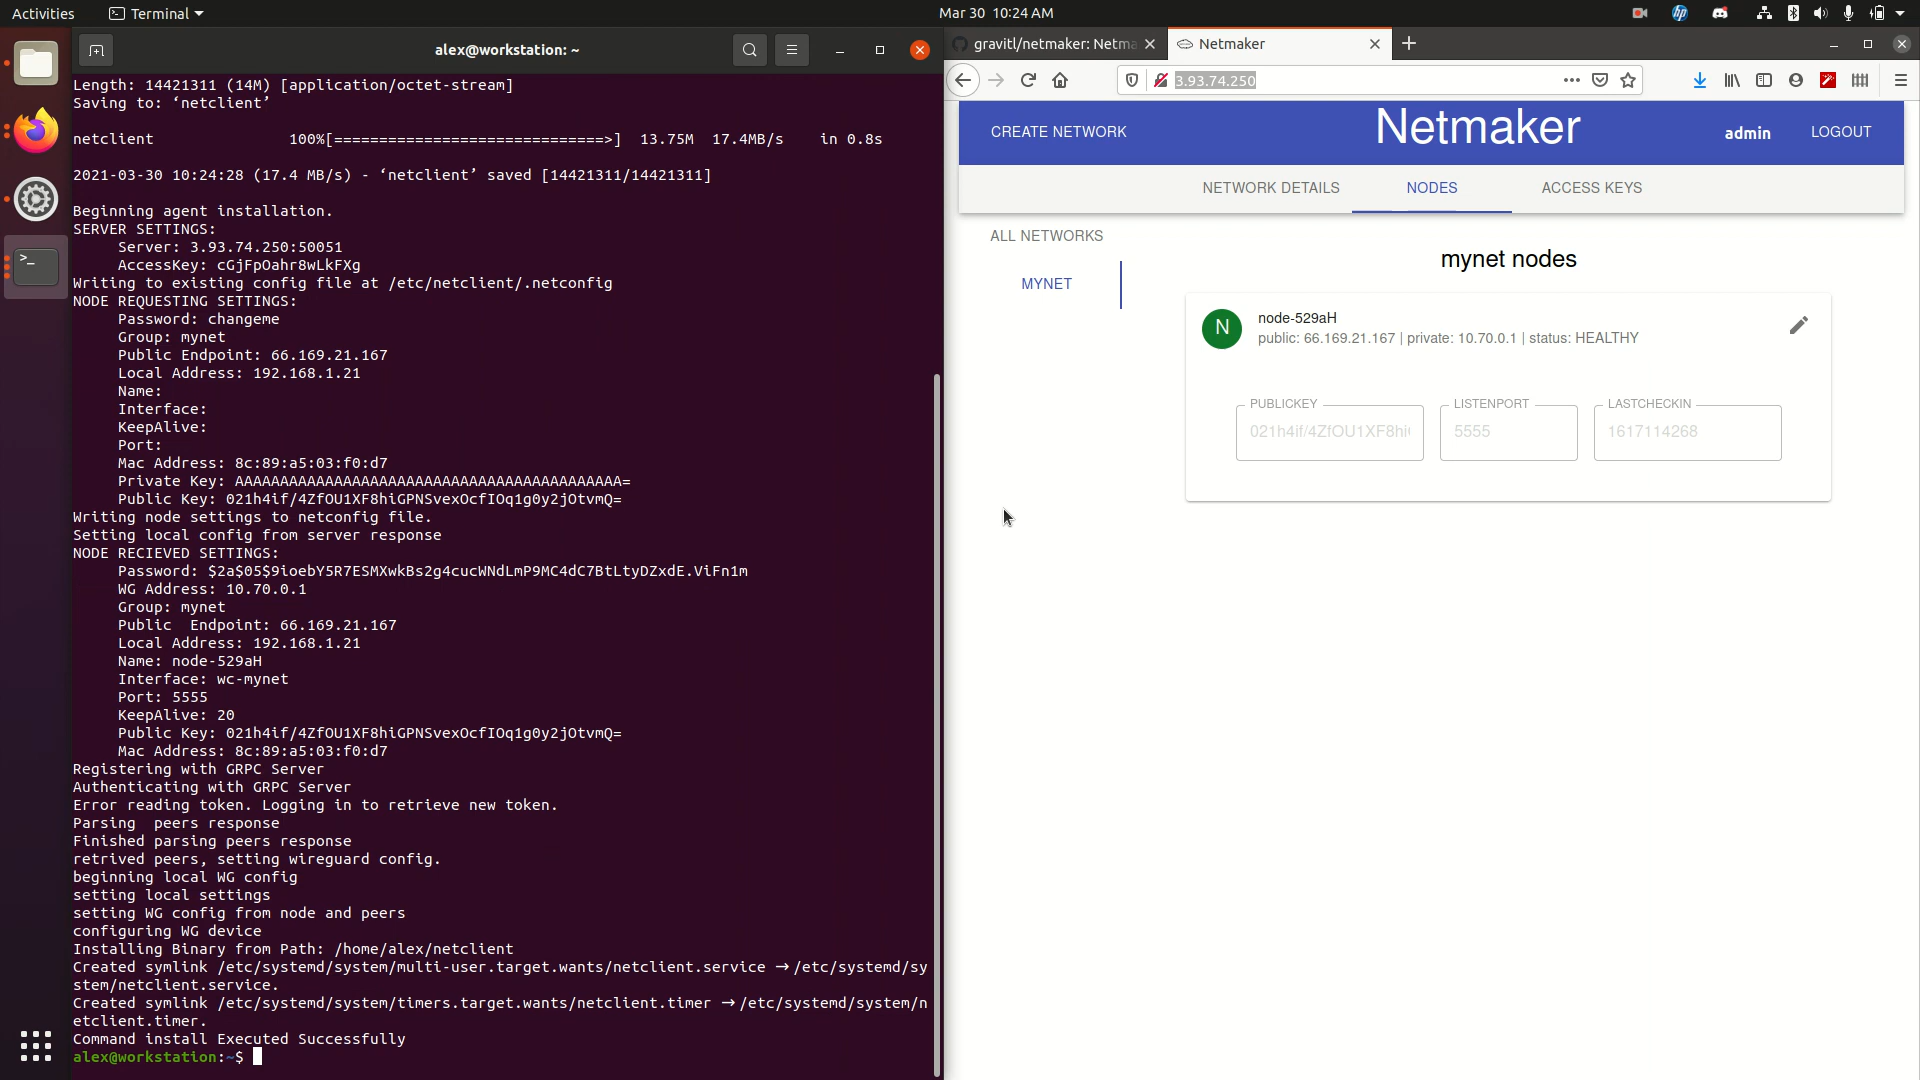 Activities
Terminal
Mar 30 10:24 AM
alex@workstation: ~
Length: 14421311 (14M) [application/octet-stream]
Saving to: ‘netclient’
netclient 100%[==============================>] 13.75M 17.4MB/s in 0.8s
2021-03-30 10:24:28 (17.4 MB/s) - ‘netclient’ saved [14421311/14421311]
Beginning agent installation.
SERVER SETTINGS:
Server: 3.93.74.250:50051
AccessKey: cGjFpOahr8wLkFXg
Writing to existing config file at /etc/netclient/.netconfig
NODE REQUESTING SETTINGS:
Password: changeme
Group: mynet
Public Endpoint: 66.169.21.167
Local Address: 192.168.1.21
Name:
Interface:
KeepAlive:
Port:
Mac Address: 8c:89:a5:03:f0:d7
Private Key: AAAAAAAAAAAAAAAAAAAAAAAAAAAAAAAAAAAAAAAAAAA=
Public Key: 021h4if/4ZfOU1XF8hiGPNSvexOcfIOq1g0y2jOtvmQ=
Writing node settings to netconfig file.
Setting local config from server response
NODE RECIEVED SETTINGS:
Password: $2a$05$9ioebY5R7ESMXwkBs2g4cucWNdLmP9MC4dC7BtLtyDZxdE.ViFn1m
WG Address: 10.70.0.1
Group: mynet
Public  Endpoint: 66.169.21.167
Local Address: 192.168.1.21
Name: node-529aH
Interface: wc-mynet
Port: 5555
KeepAlive: 20
Public Key: 021h4if/4ZfOU1XF8hiGPNSvexOcfIOq1g0y2jOtvmQ=
Mac Address: 8c:89:a5:03:f0:d7
Registering with GRPC Server
Authenticating with GRPC Server
Error reading token. Logging in to retrieve new token.
Parsing  peers response
Finished parsing peers response
retrived peers, setting wireguard config.
beginning local WG config
setting local settings
setting WG config from node and peers
configuring WG device
Installing Binary from Path: /home/alex/netclient
Created symlink /etc/systemd/system/multi-user.target.wants/netclient.service → /etc/systemd/sy
stem/netclient.service.
Created symlink /etc/systemd/system/timers.target.wants/netclient.timer → /etc/systemd/system/n
etclient.timer.
Command install Executed Successfully
alex@workstation:~$
gravitl/netmaker: Netma
Netmaker
3.93.74.250
CREATE NETWORK
Netmaker
admin
LOGOUT
NETWORK DETAILS
NODES
ACCESS KEYS
ALL NETWORKS
MYNET
mynet nodes
N
node-529aH
public: 66.169.21.167 | private: 10.70.0.1 | status: HEALTHY
PUBLICKEY
021h4if/4ZfOU1XF8hi
LISTENPORT
5555
LASTCHECKIN
1617114268